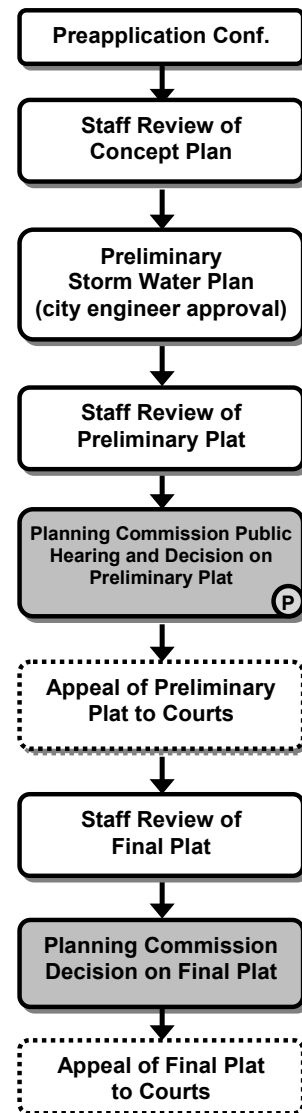 Preapplication Conf.
Staff Review of
Concept Plan
Preliminary
Storm Water Plan
(city engineer approval)
Staff Review of
Preliminary Plat
Planning Commission Public
Hearing and Decision on
Preliminary Plat
P
Appeal of Preliminary
Plat to Courts
Staff Review of
Final Plat
Planning Commission
Decision on Final Plat
Appeal of Final Plat
to Courts